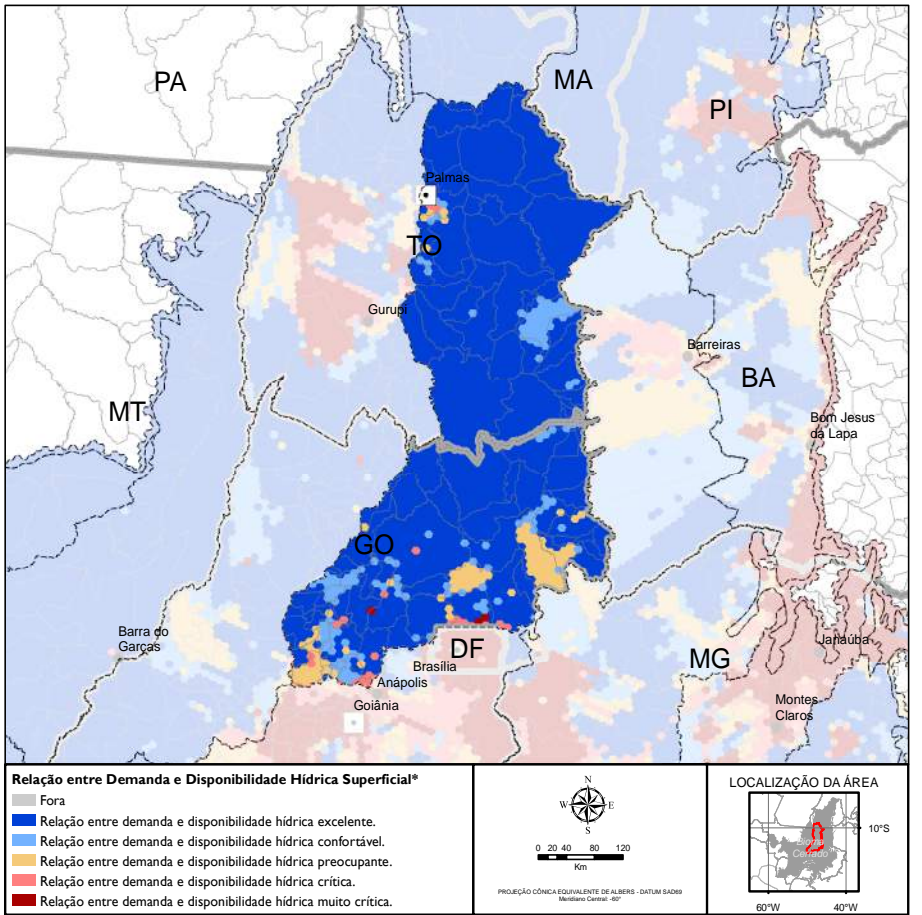 PA
MA
PI
Palmas
TO
Gurupi
Barreiras
BA
MT
Bom Jesus
da Lapa
GO
Barra do
Garças
DF
Brasília
Anápolis
Goiânia
MG
Janaúba
Montes
Claros
Relação entre Demanda e Disponibilidade Hídrica Superficial*
Fora
Relação entre demanda e disponibilidade hídrica excelente.
Relação entre demanda e disponibilidade hídrica confortável.
Relação entre demanda e disponibilidade hídrica preocupante.
Relação entre demanda e disponibilidade hídrica crítica.
Relação entre demanda e disponibilidade hídrica muito crítica.
N
W E
S
0 20 40 80 120
Km
PROJEÇÃO CÔNICA EQUIVALENTE DE ALBERS - DATUM SAD69
Meridiano Central: -60°
LOCALIZAÇÃO DA ÁREA
Bioma
Cerrado
10°S
60°W 40°W